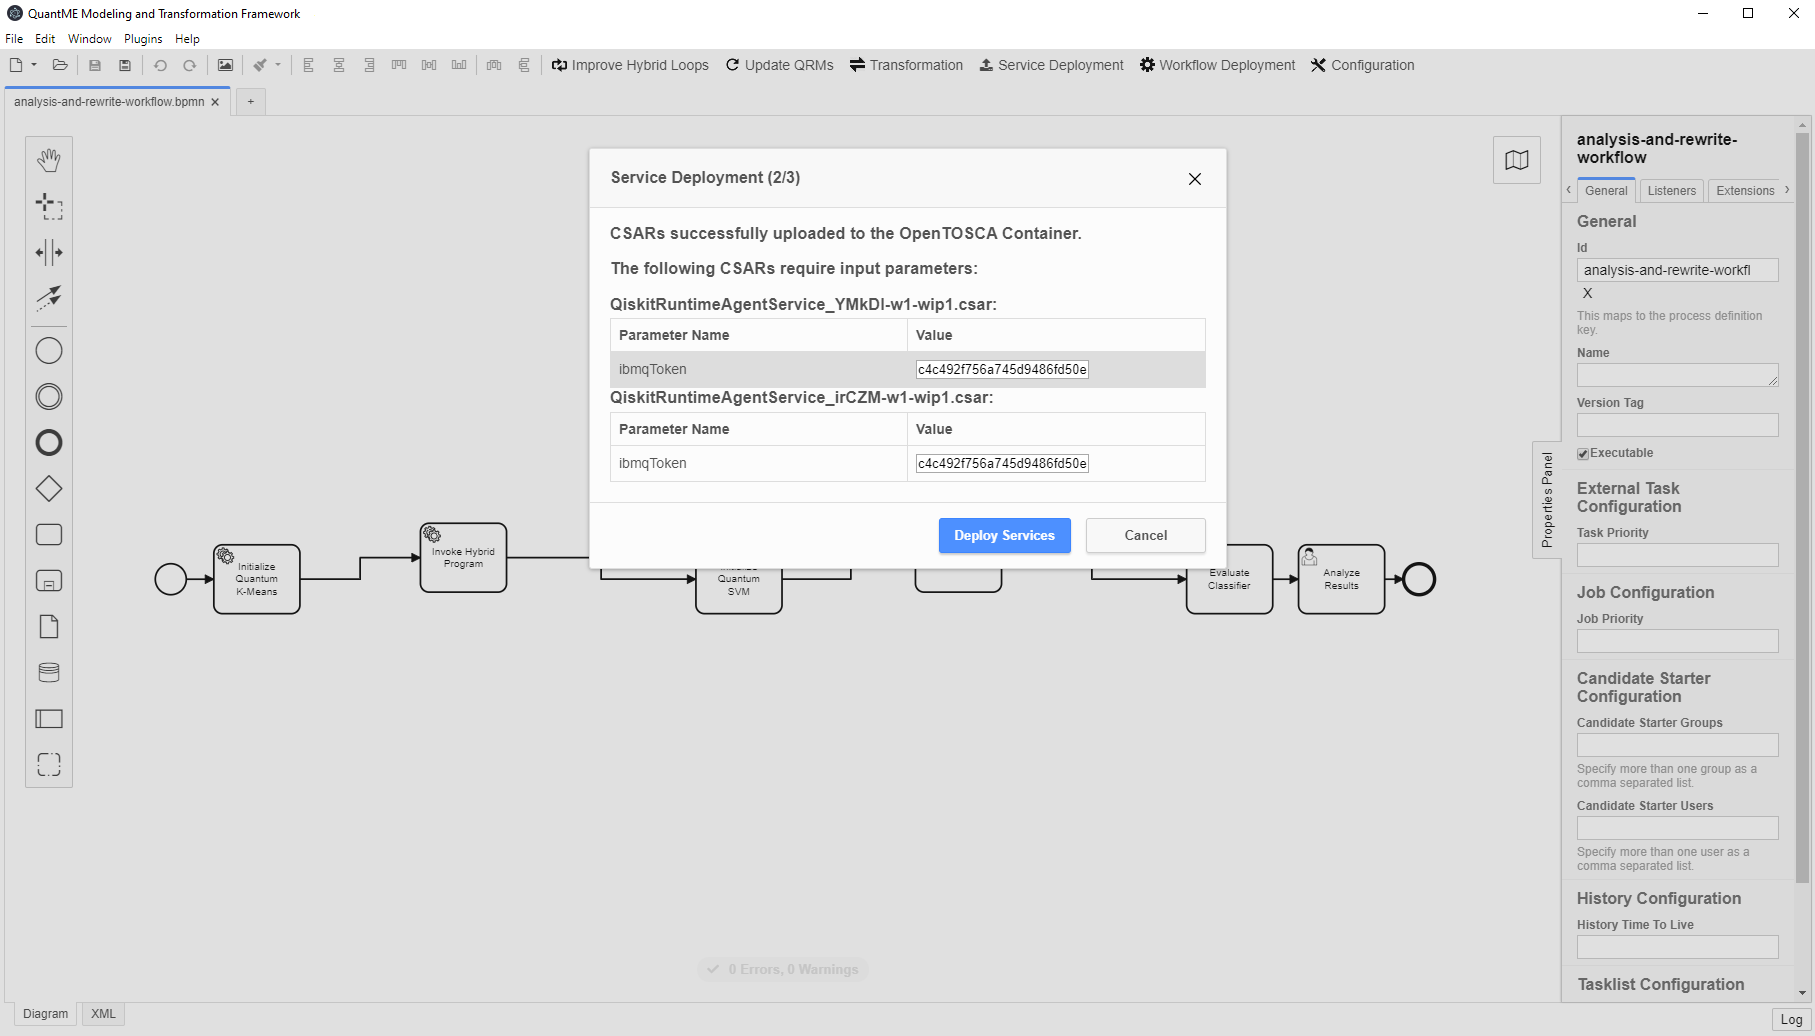 QuantME Modeling and Transformation Framework
File Edit Window Plugins Help
Improve Hybrid Loops Update QRMs Transformation Service Deployment Workflow Deployment Configuration
analysis-and-rewrite-workflow.bpmn × +
Service Deployment (2/3)
CSARs successfully uploaded to the OpenTOSCA Container.
The following CSARs require input parameters:
QiskitRuntimeAgentService_YMkDI-w1-wip1.csar:
Parameter Name Value
ibmqToken c4c492f756a745d9486fd50e
QiskitRuntimeAgentService_irCZM-w1-wip1.csar:
Parameter Name Value
ibmqToken c4c492f756a745d9486fd50e
Deploy Services Cancel
Initialize
Quantum
K-Means
Invoke Hybrid
Program
Quantum
SVM
Evaluate
Classifier
Analyze
Results
0 Errors, 0 Warnings
Properties Panel
analysis-and-rewrite-
workflow
General Listeners Extensions
General
Id
analysis-and-rewrite-workfl
X
This maps to the process definition
key.
Name
Version Tag
Executable
External Task
Configuration
Task Priority
Job Configuration
Job Priority
Candidate Starter
Configuration
Candidate Starter Groups
Specify more than one group as a
comma separated list.
Candidate Starter Users
Specify more than one user as a
comma separated list.
History Configuration
History Time To Live
Tasklist Configuration
Diagram XML
Log